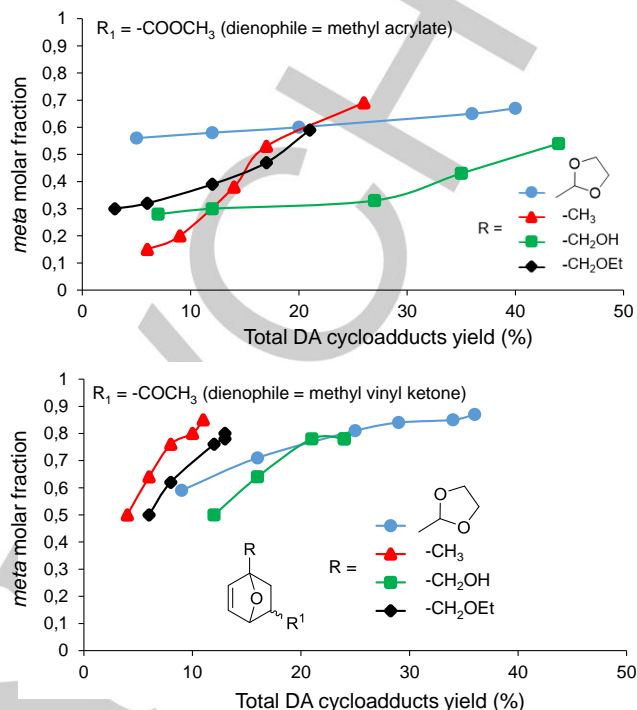 R₁ = -COOCH₃ (dienophile = methyl acrylate)
1
0,9
0,8
0,7
0,6
0,5
0,4
0,3
0,2
0,1
0
meta molar fraction
0 10 20 30 40 50
Total DA cycloadducts yield (%)
R =
O
O
-CH₃
-CH₂OH
-CH₂OEt
R₁ = -COCH₃ (dienophile = methyl vinyl ketone)
1
0,9
0,8
0,7
0,6
0,5
0,4
0,3
0,2
0,1
0
meta molar fraction
0 10 20 30 40 50
Total DA cycloadducts yield (%)
R
O
R¹
R =
O
O
-CH₃
-CH₂OH
-CH₂OEt